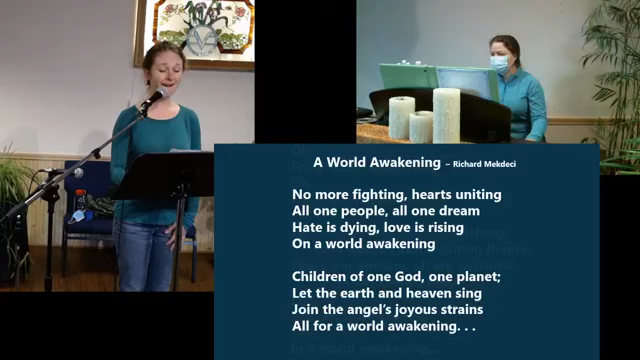 A World Awakening – Richard Mekdeci
No more fighting, hearts uniting
All one people, all one dream
Hate is dying, love is rising
On a world awakening
Children of one God, one planet;
Let the earth and heaven sing
Join the angel's joyous strains
All for a world awakening. . .